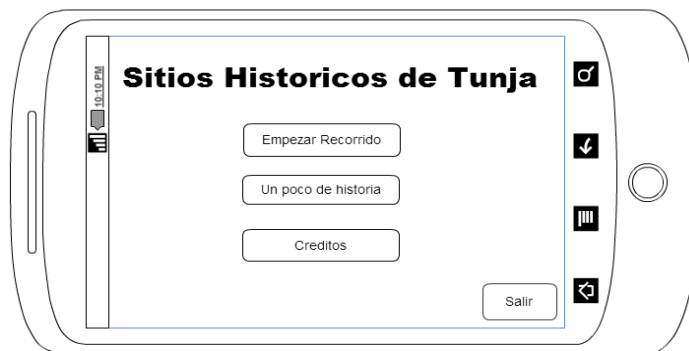 10:10 PM
Sitios Historicos de Tunja
Empezar Recorrido
Un poco de historia
Creditos
Salir